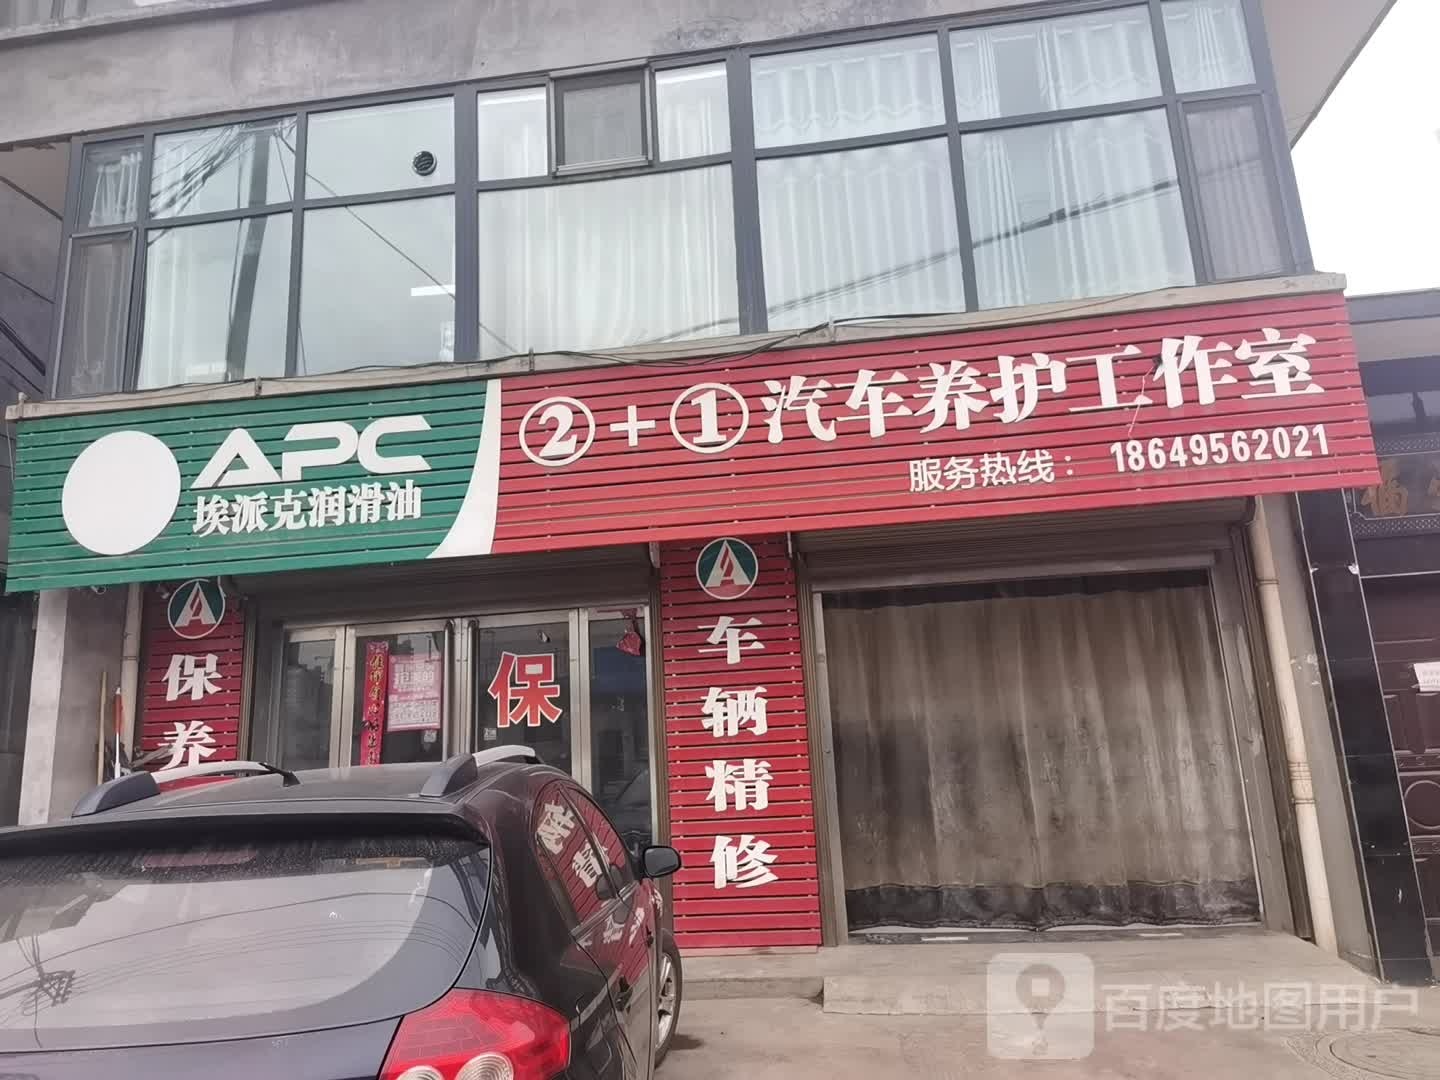 APC
埃派克润滑油
②+①汽车养护工作室
服务热线：18649562021
A
保养
A
车辆精修
保
百度地图用户